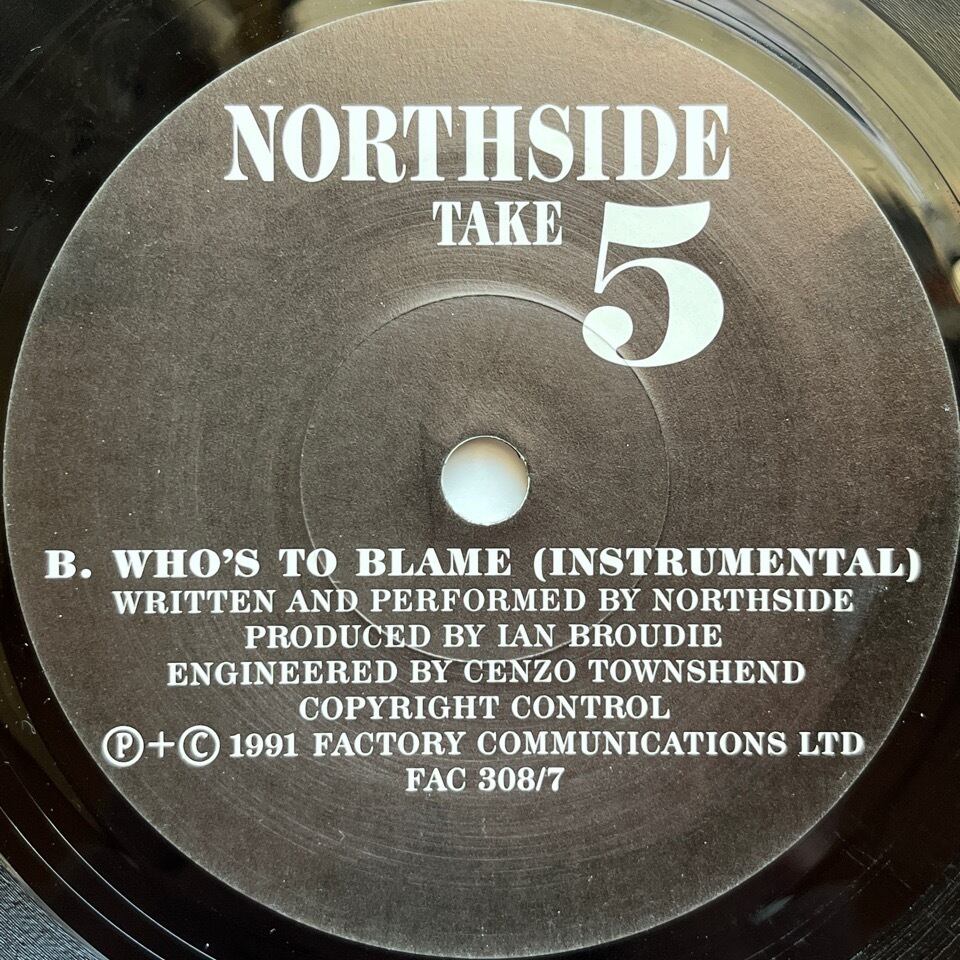 NORTHSIDE
TAKE 5
B. WHO'S TO BLAME (INSTRUMENTAL)
WRITTEN AND PERFORMED BY NORTHSIDE
PRODUCED BY IAN BROUDIE
ENGINEERED BY CENZO TOWNSHEND
COPYRIGHT CONTROL
Ⓟ+© 1991 FACTORY COMMUNICATIONS LTD
FAC 308/7